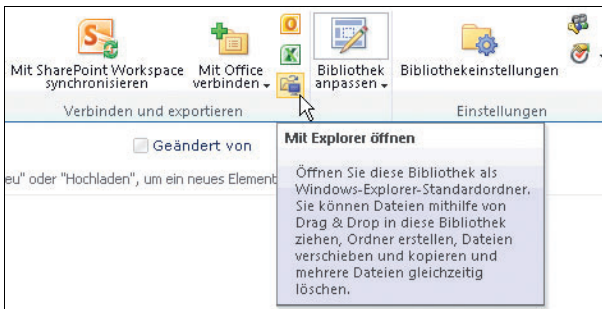 Mit SharePoint Workspace
synchronisieren
Mit Office
verbinden
Bibliothek
anpassen
Bibliothekeinstellungen
Verbinden und exportieren
Einstellungen
Geändert von
eu" oder "Hochladen", um ein neues Element
Mit Explorer öffnen
Öffnen Sie diese Bibliothek als
Windows-Explorer-Standardordner.
Sie können Dateien mithilfe von
Drag & Drop in diese Bibliothek
ziehen, Ordner erstellen, Dateien
verschieben und kopieren und
mehrere Dateien gleichzeitig
löschen.